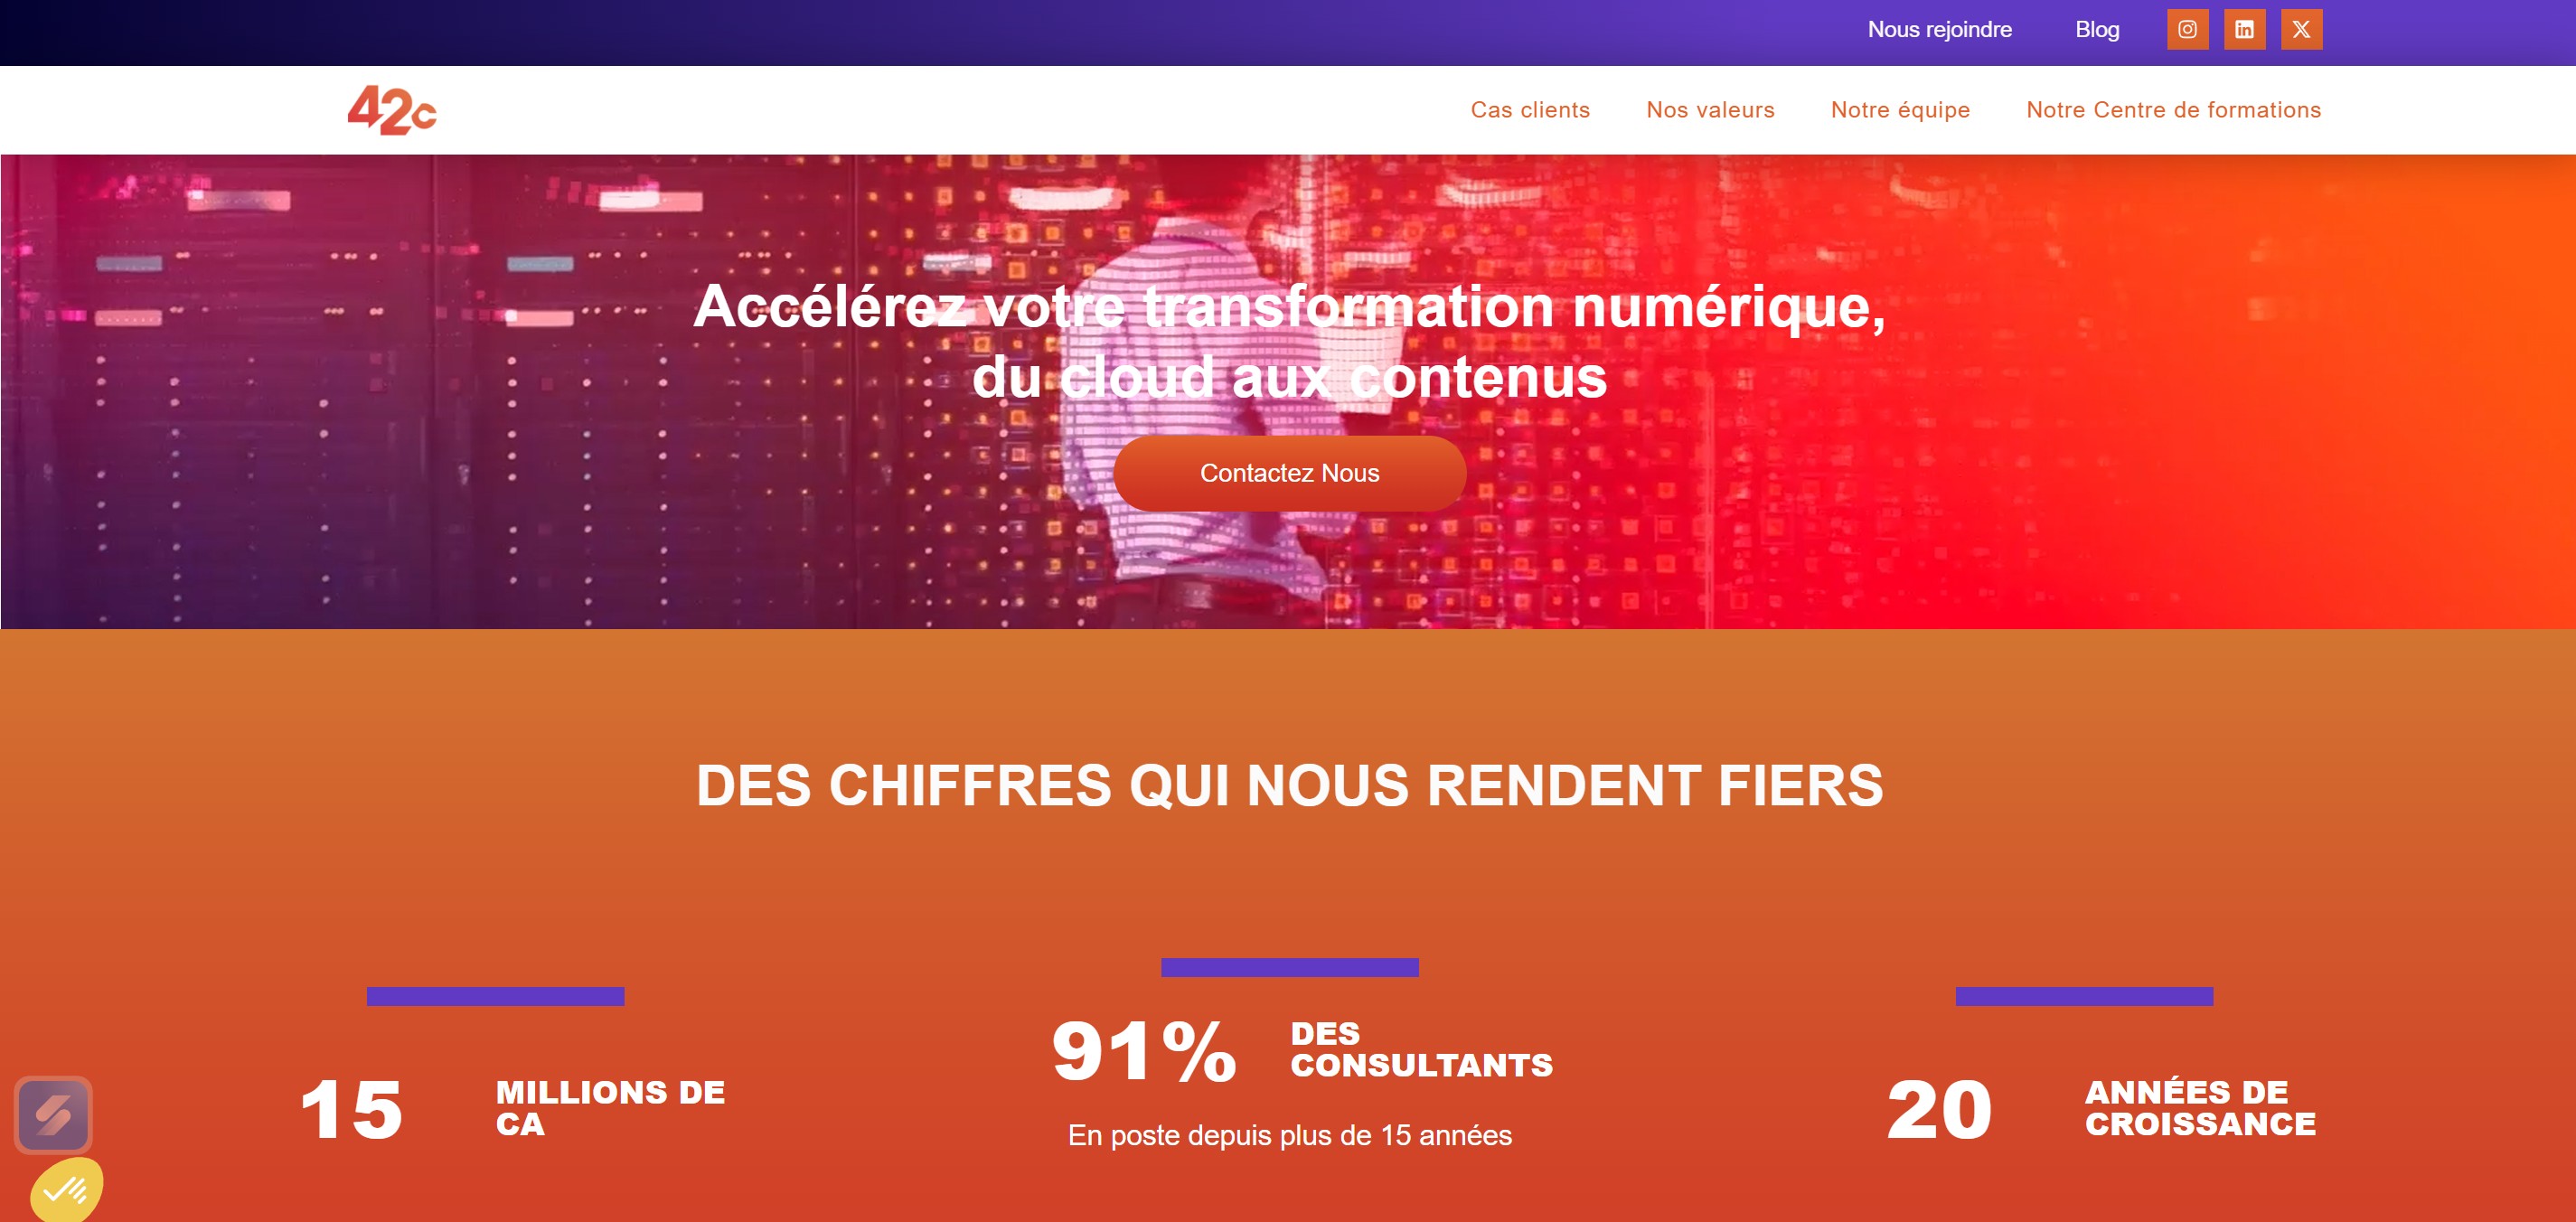 Nous rejoindre
Blog
42c
Cas clients
Nos valeurs
Notre équipe
Notre Centre de formations
Accélérez votre transformation numérique,
du cloud aux contenus
Contactez Nous
DES CHIFFRES QUI NOUS RENDENT FIERS
15
MILLIONS DE
CA
91%
DES
CONSULTANTS
En poste depuis plus de 15 années
20
ANNÉES DE
CROISSANCE